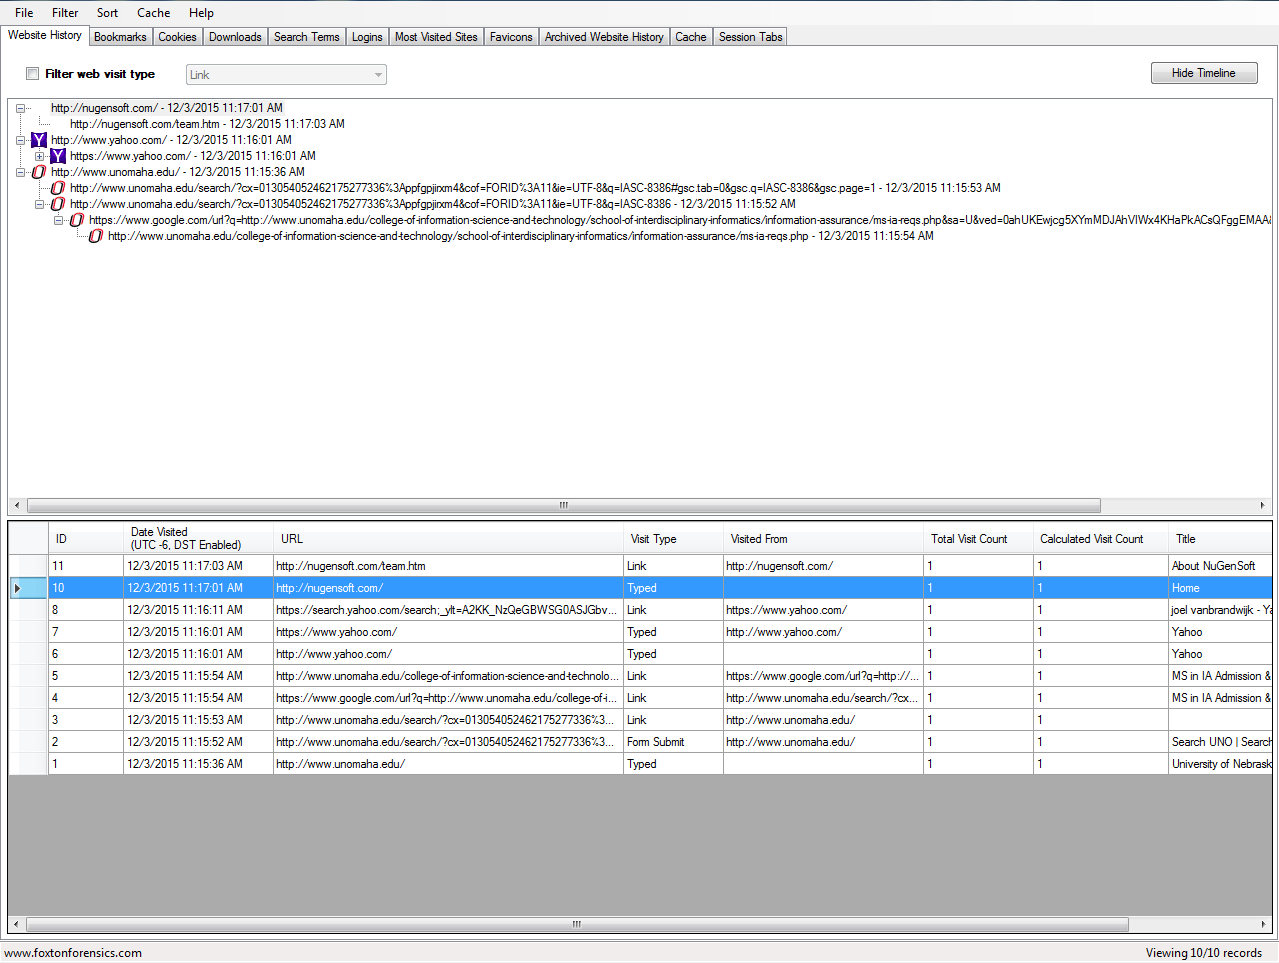 File Filter Sort Cache Help
Website History Bookmarks Cookies Downloads Search Terms Logins Most Visited Sites Favicons Archived Website History Cache Session Tabs
Filter web visit type Link Hide Timeline
http://nugensoft.com/ - 12/3/2015 11:17:01 AM
http://nugensoft.com/team.htm - 12/3/2015 11:17:03 AM
Y http://www.yahoo.com/ - 12/3/2015 11:16:01 AM
Y https://www.yahoo.com/ - 12/3/2015 11:16:01 AM
O http://www.unomaha.edu/ - 12/3/2015 11:15:36 AM
O http://www.unomaha.edu/search/?cx=013054052462175277336%3Appfgpjirxm4&cof=FORID%3A11&ie=UTF-8&q=IASC-8386#gsc.tab=0&gsc.q=IASC-8386&gsc.page=1 - 12/3/2015 11:15:53 AM
O http://www.unomaha.edu/search/?cx=013054052462175277336%3Appfgpjirxm4&cof=FORID%3A11&ie=UTF-8&q=IASC-8386 - 12/3/2015 11:15:52 AM
O https://www.google.com/url?q=http://www.unomaha.edu/college-of-information-science-and-technology/school-of-interdisciplinary-informatics/information-assurance/ms-ia-reqs.php&sa=U&ved=0ahUKEwjcg5XYmMDJAhVIWx4KHaPkACsQFggEMAA&
O http://www.unomaha.edu/college-of-information-science-and-technology/school-of-interdisciplinary-informatics/information-assurance/ms-ia-reqs.php - 12/3/2015 11:15:54 AM
ID Date Visited (UTC -6, DST Enabled) URL Visit Type Visited From Total Visit Count Calculated Visit Count Title
11 12/3/2015 11:17:03 AM http://nugensoft.com/team.htm Link http://nugensoft.com/ 1 1 About NuGenSoft
10 12/3/2015 11:17:01 AM http://nugensoft.com/ Typed 1 1 Home
8 12/3/2015 11:16:11 AM https://search.yahoo.com/search;_ylt=A2KK_NzQeGBWSG0ASJGbv... Link https://www.yahoo.com/ 1 1 joel vanbrandwijk - Ya
7 12/3/2015 11:16:01 AM https://www.yahoo.com/ Typed http://www.yahoo.com/ 1 1 Yahoo
6 12/3/2015 11:16:01 AM http://www.yahoo.com/ Typed 1 1 Yahoo
5 12/3/2015 11:15:54 AM http://www.unomaha.edu/college-of-information-science-and-technolo... Link https://www.google.com/url?q=http://... 1 1 MS in IA Admission &
4 12/3/2015 11:15:54 AM https://www.google.com/url?q=http://www.unomaha.edu/college-of-i... Link http://www.unomaha.edu/search/?cx... 1 1 MS in IA Admission &
3 12/3/2015 11:15:53 AM http://www.unomaha.edu/search/?cx=013054052462175277336%3... Link http://www.unomaha.edu/ 1 1
2 12/3/2015 11:15:52 AM http://www.unomaha.edu/search/?cx=013054052462175277336%3... Form Submit http://www.unomaha.edu/ 1 1 Search UNO | Search
1 12/3/2015 11:15:36 AM http://www.unomaha.edu/ Typed 1 1 University of Nebrask
www.foxtonforensics.com Viewing 10/10 records